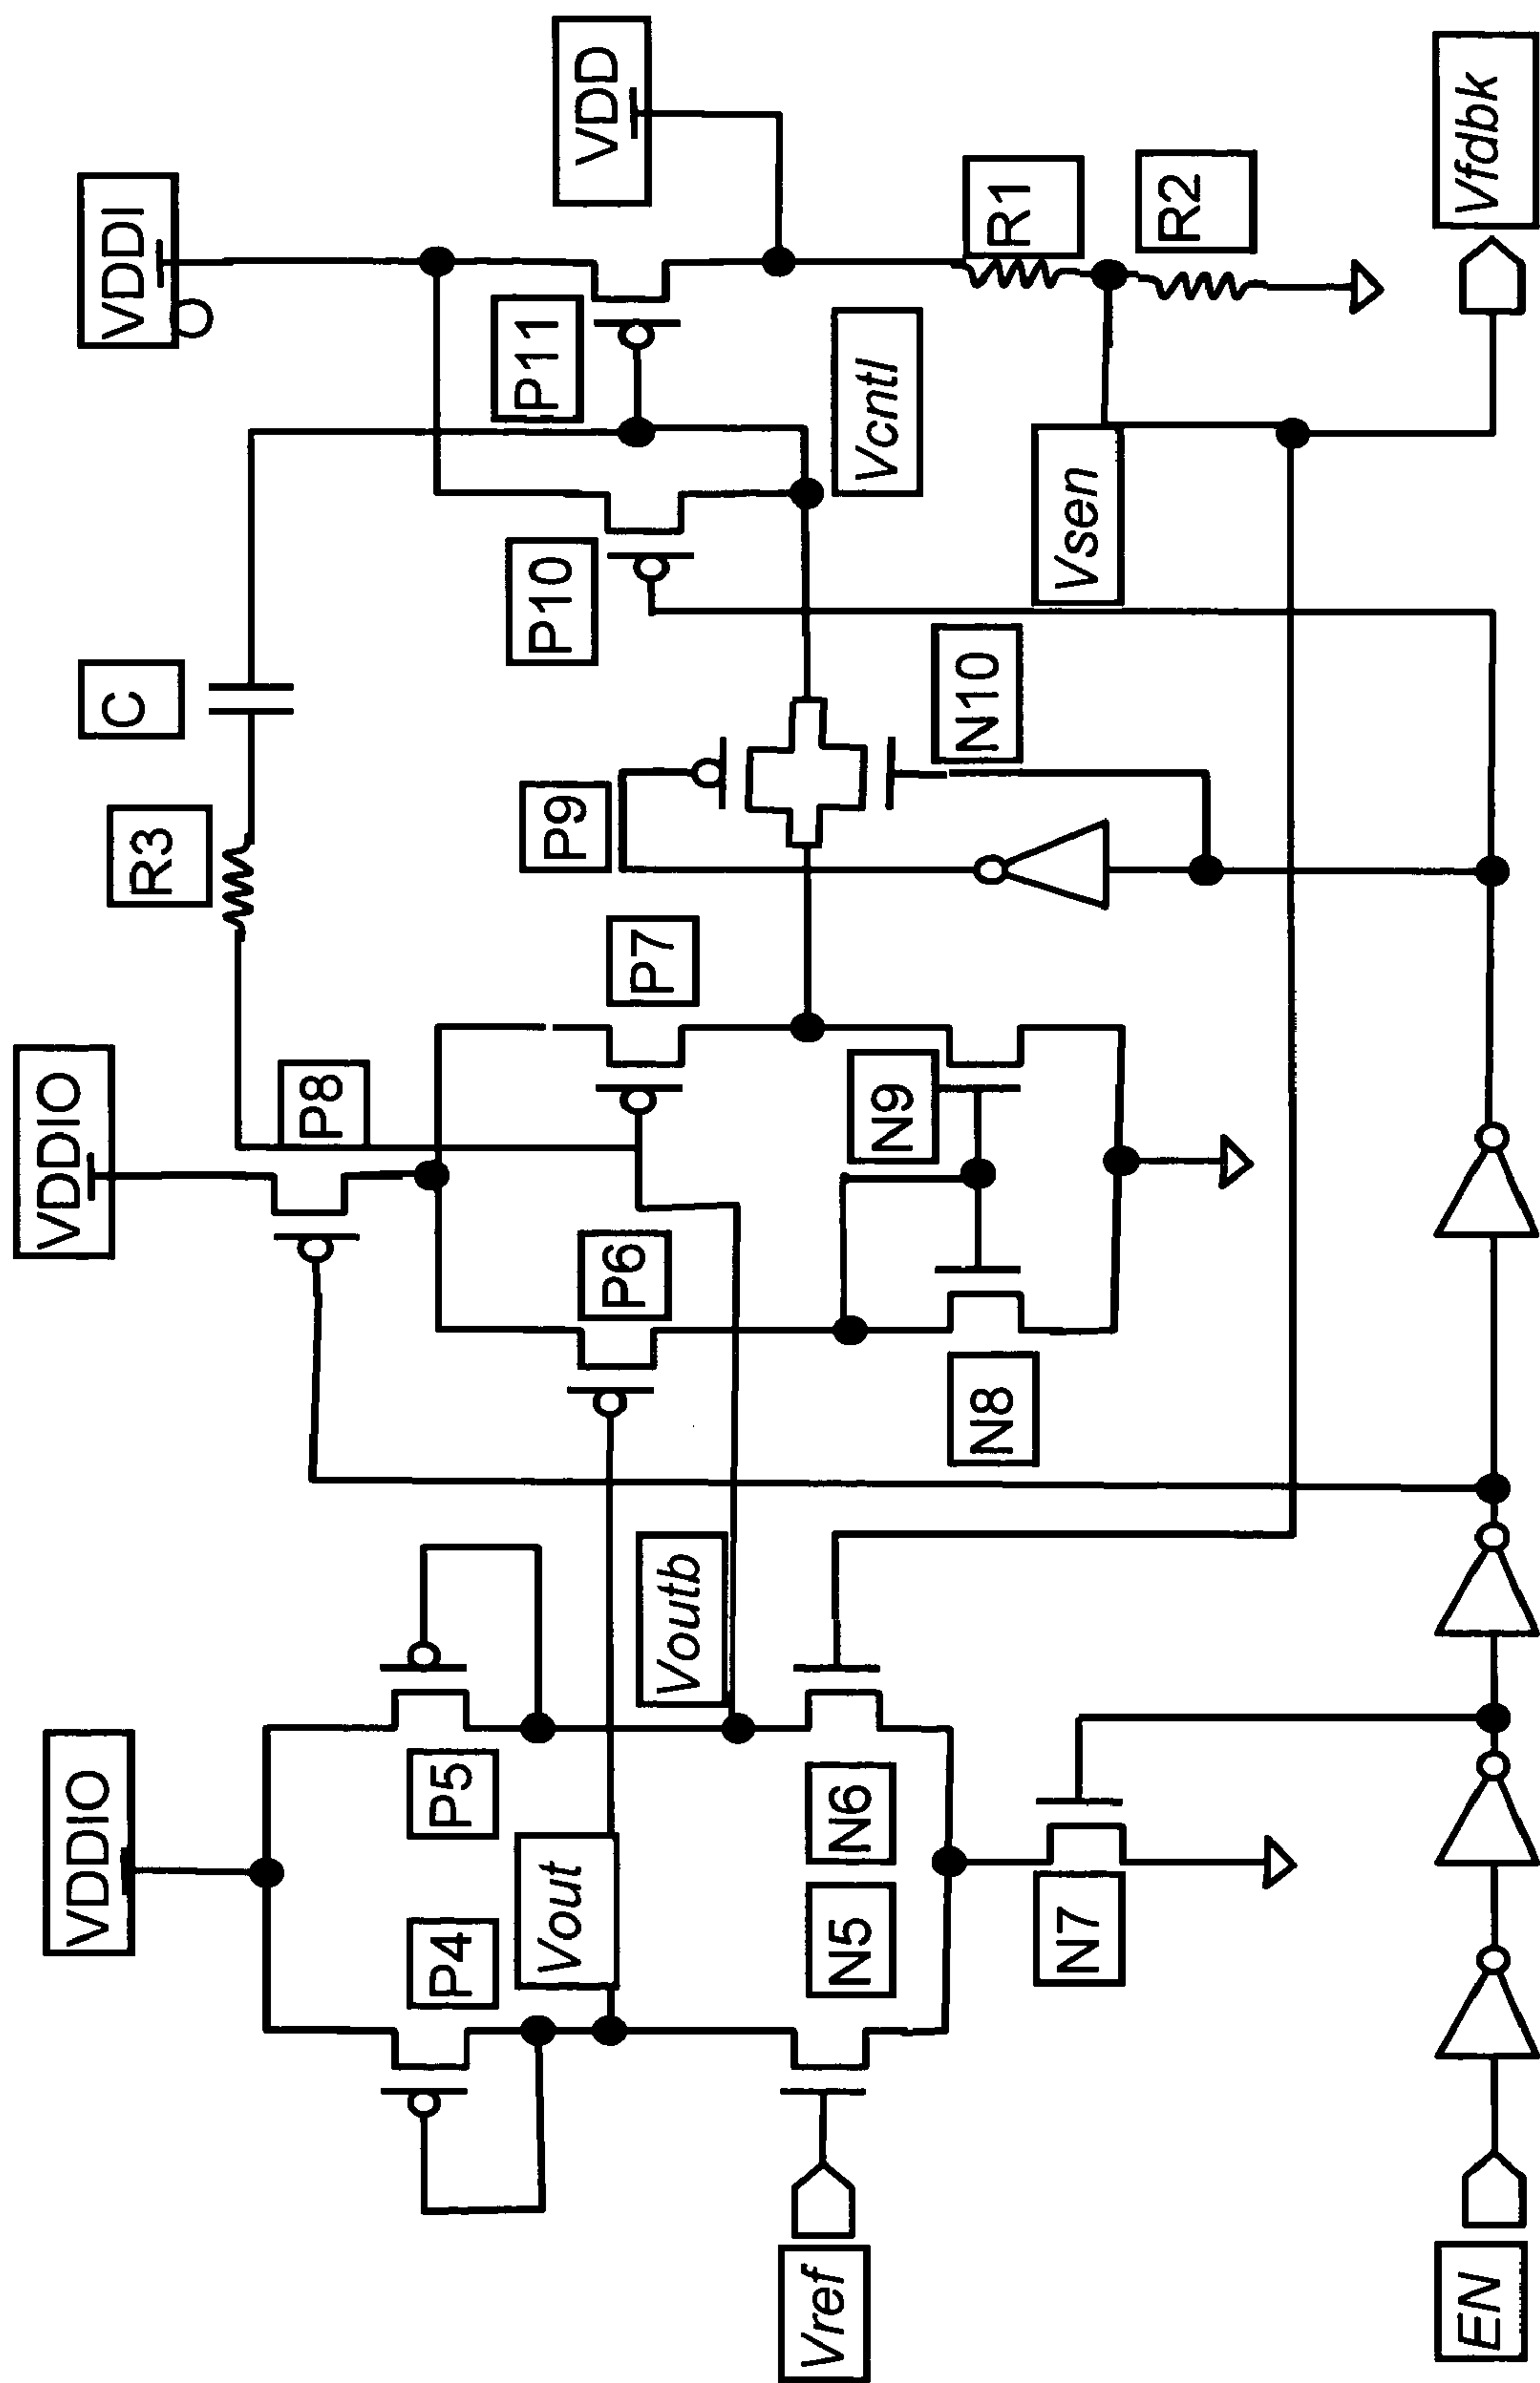 VDDIO
VDDIO
VDDI
VDD
C
R3
P8
P4
P5
P6
P7
P9
P10
P11
Vout
Voutb
Vcntl
R1
R2
N5
N6
N8
N9
N10
Vsen
N7
Vref
EN
Vfdbk